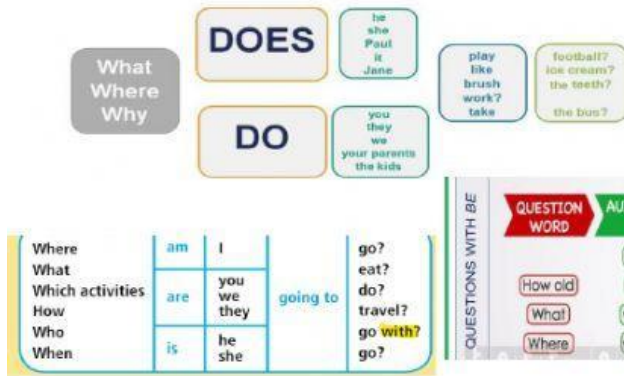 What
Where
Why
DOES
he
she
Paul
it
Jane
DO
you
they
we
your parents
the kids
play
like
brush
work?
take
football?
ice cream?
the teeth?
the bus?
Where
What
Which activities
How
Who
When
am
are
is
I
you
we
they
he
she
going to
go?
eat?
do?
travel?
go with?
go?
QUESTIONS WITH BE
QUESTION
WORD
AU
How old
What
Where